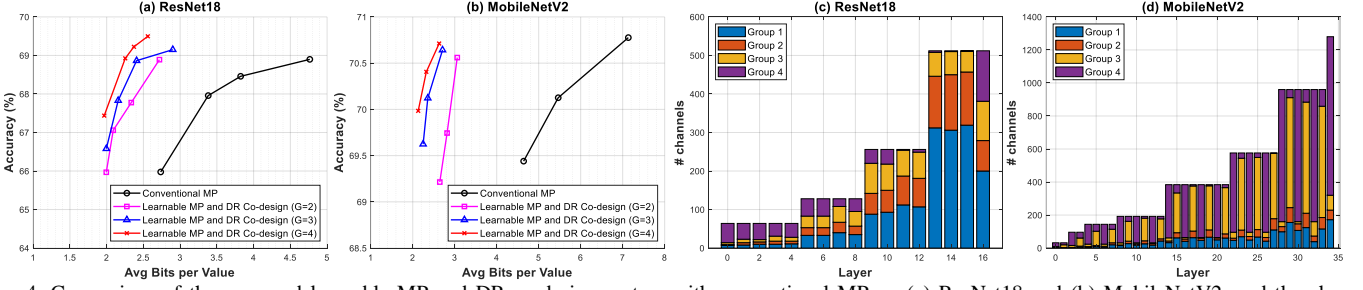 (a) ResNet18
70
69
68
67
66
65
64
Accuracy (%)
1 1.5 2 2.5 3 3.5 4 4.5 5
Avg Bits per Value
Conventional MP
Learnable MP and DR Co-design (G=2)
Learnable MP and DR Co-design (G=3)
Learnable MP and DR Co-design (G=4)
(b) MobileNetV2
71
70.5
70
69.5
69
68.5
Accuracy (%)
1 2 3 4 5 6 7 8
Avg Bits per Value
Conventional MP
Learnable MP and DR Co-design (G=2)
Learnable MP and DR Co-design (G=3)
Learnable MP and DR Co-design (G=4)
(c) ResNet18
600
500
400
300
200
100
0
# channels
0 2 4 6 8 10 12 14 16
Layer
Group 1
Group 2
Group 3
Group 4
(d) MobileNetV2
1400
1200
1000
800
600
400
200
0
# channels
0 5 10 15 20 25 30 35
Layer
Group 1
Group 2
Group 3
Group 4